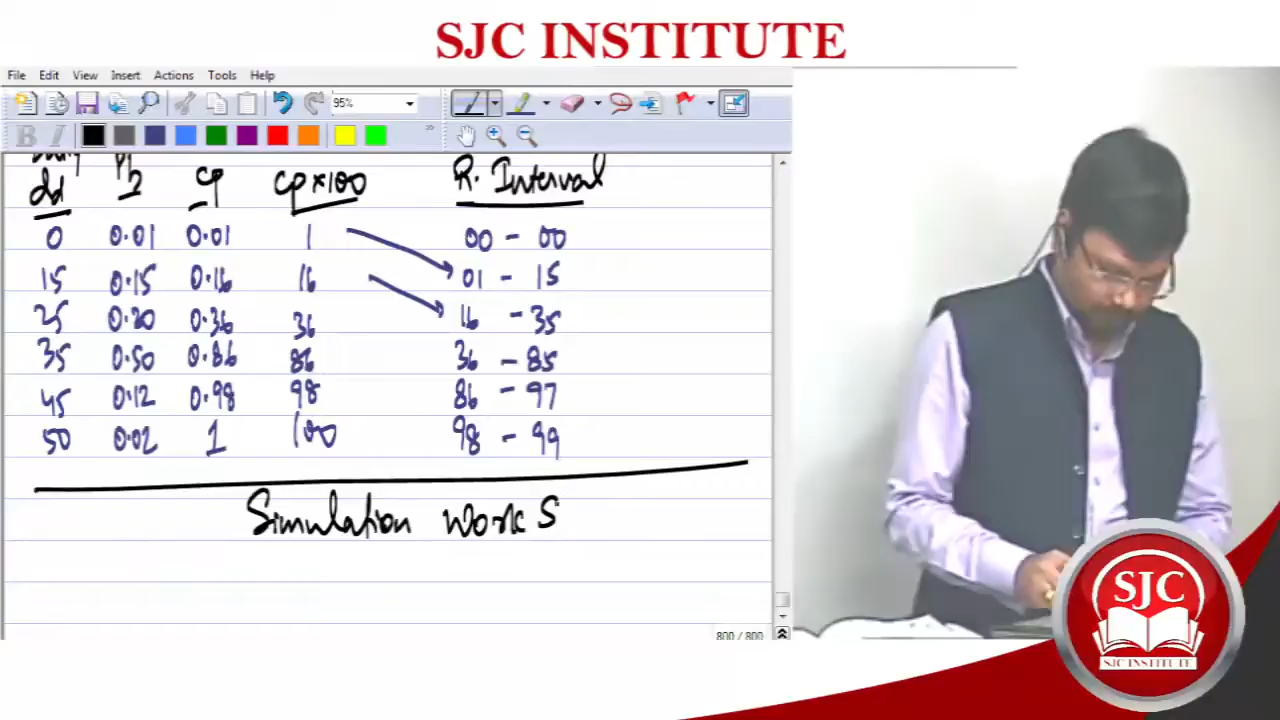 SJC INSTITUTE
File Edit View Insert Actions Tools Help
95%
B I
dd cp cp×100 R. Interval
0 0.01 0.01 1 00 - 00
15 0.15 0.16 16 01 - 15
25 0.20 0.36 36 16 - 35
35 0.50 0.86 86 36 - 85
45 0.12 0.98 98 86 - 97
50 0.02 1 100 98 - 99
Simulation Work S
800 / 800
SJC
SJC INSTITUTE